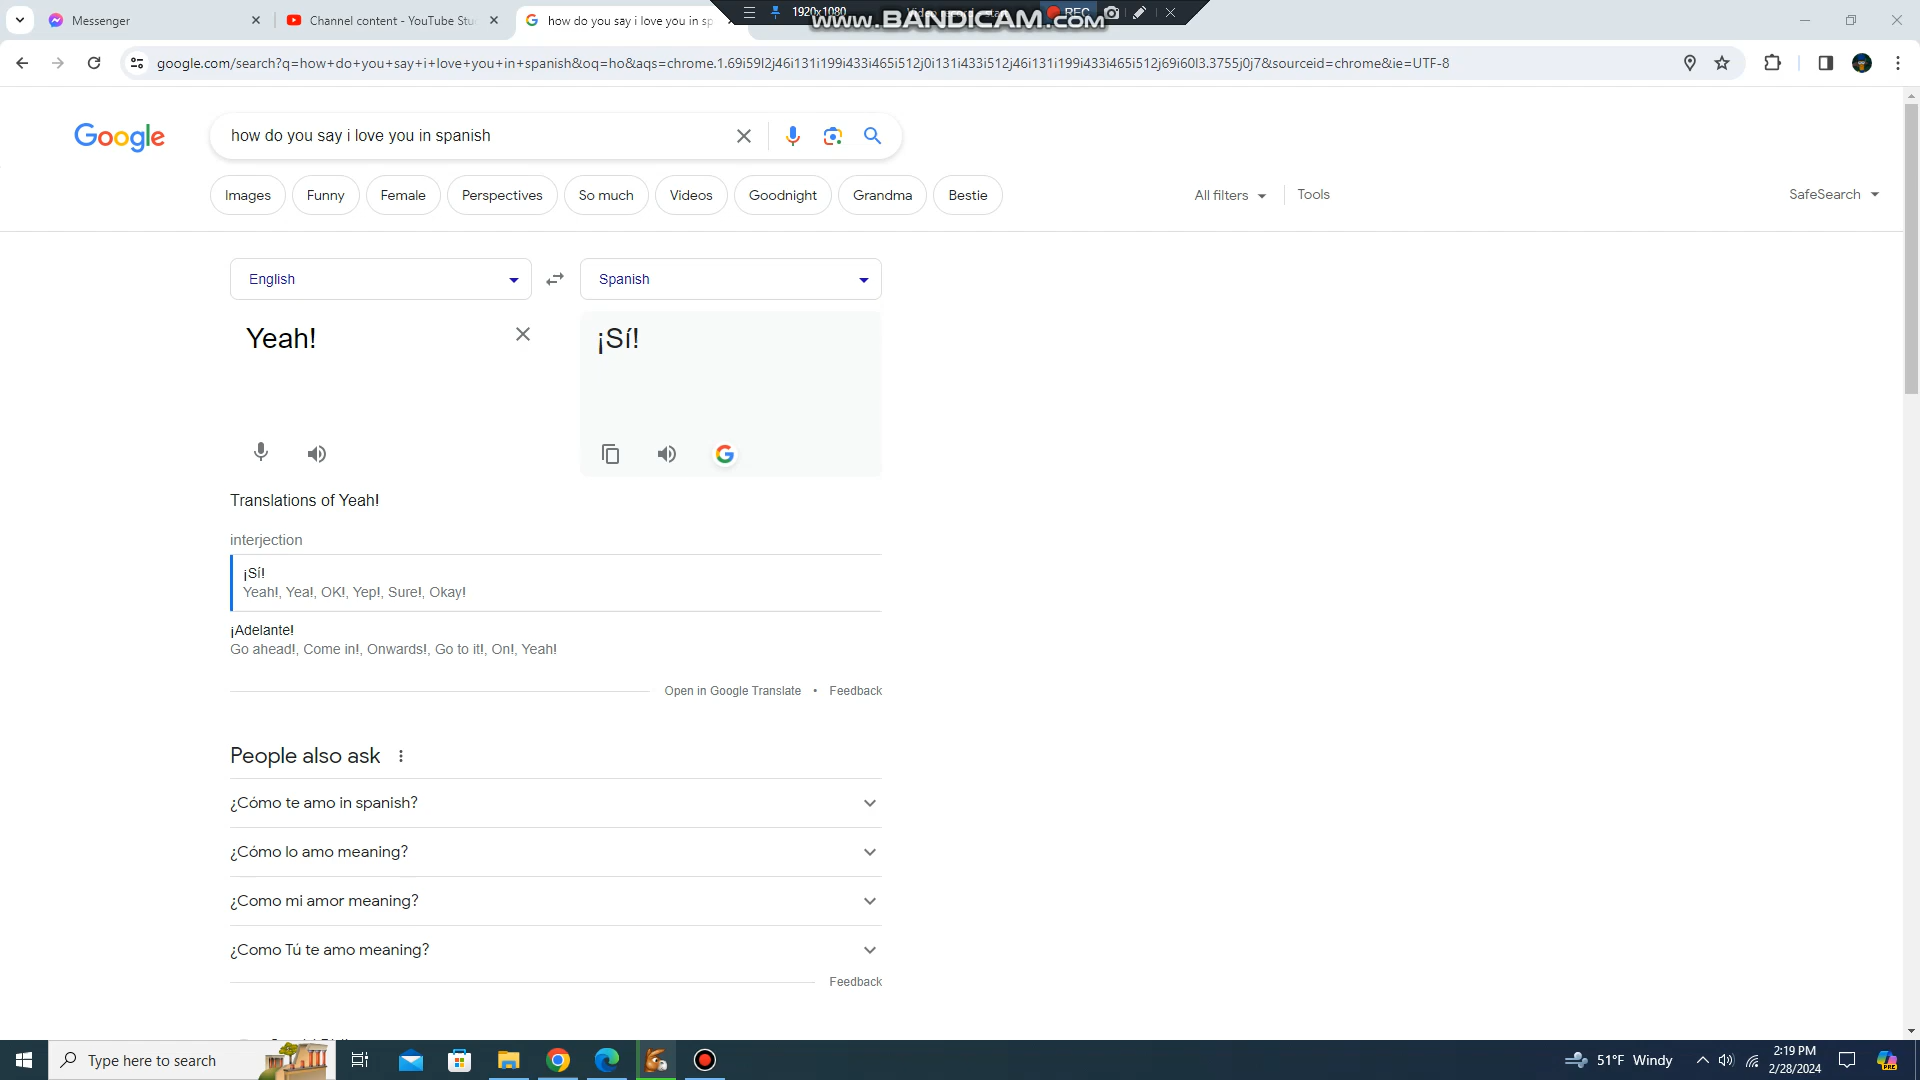 Messenger
Channel content - YouTube Stu
how do you say i love you in sp
1920x1080
REC
www.BANDICAM.com
google.com/search?q=how+do+you+say+i+love+you+in+spanish&oq=ho&aqs=chrome.1.69i59l2j46i131i199i433i465i512j0i131i433i512j46i131i199i433i465i512j69i60l3.3755j0j7&sourceid=chrome&ie=UTF-8
Google
how do you say i love you in spanish
Images
Funny
Female
Perspectives
So much
Videos
Goodnight
Grandma
Bestie
All filters
Tools
SafeSearch
English
Spanish
Yeah!
¡Sí!
Translations of Yeah!
interjection
¡Sí!
Yeah!, Yea!, OK!, Yep!, Sure!, Okay!
¡Adelante!
Go ahead!, Come in!, Onwards!, Go to it!, On!, Yeah!
Open in Google Translate • Feedback
People also ask
¿Cómo te amo in spanish?
¿Cómo lo amo meaning?
¿Como mi amor meaning?
¿Como Tú te amo meaning?
Feedback
Type here to search
51°F Windy
2:19 PM
2/28/2024